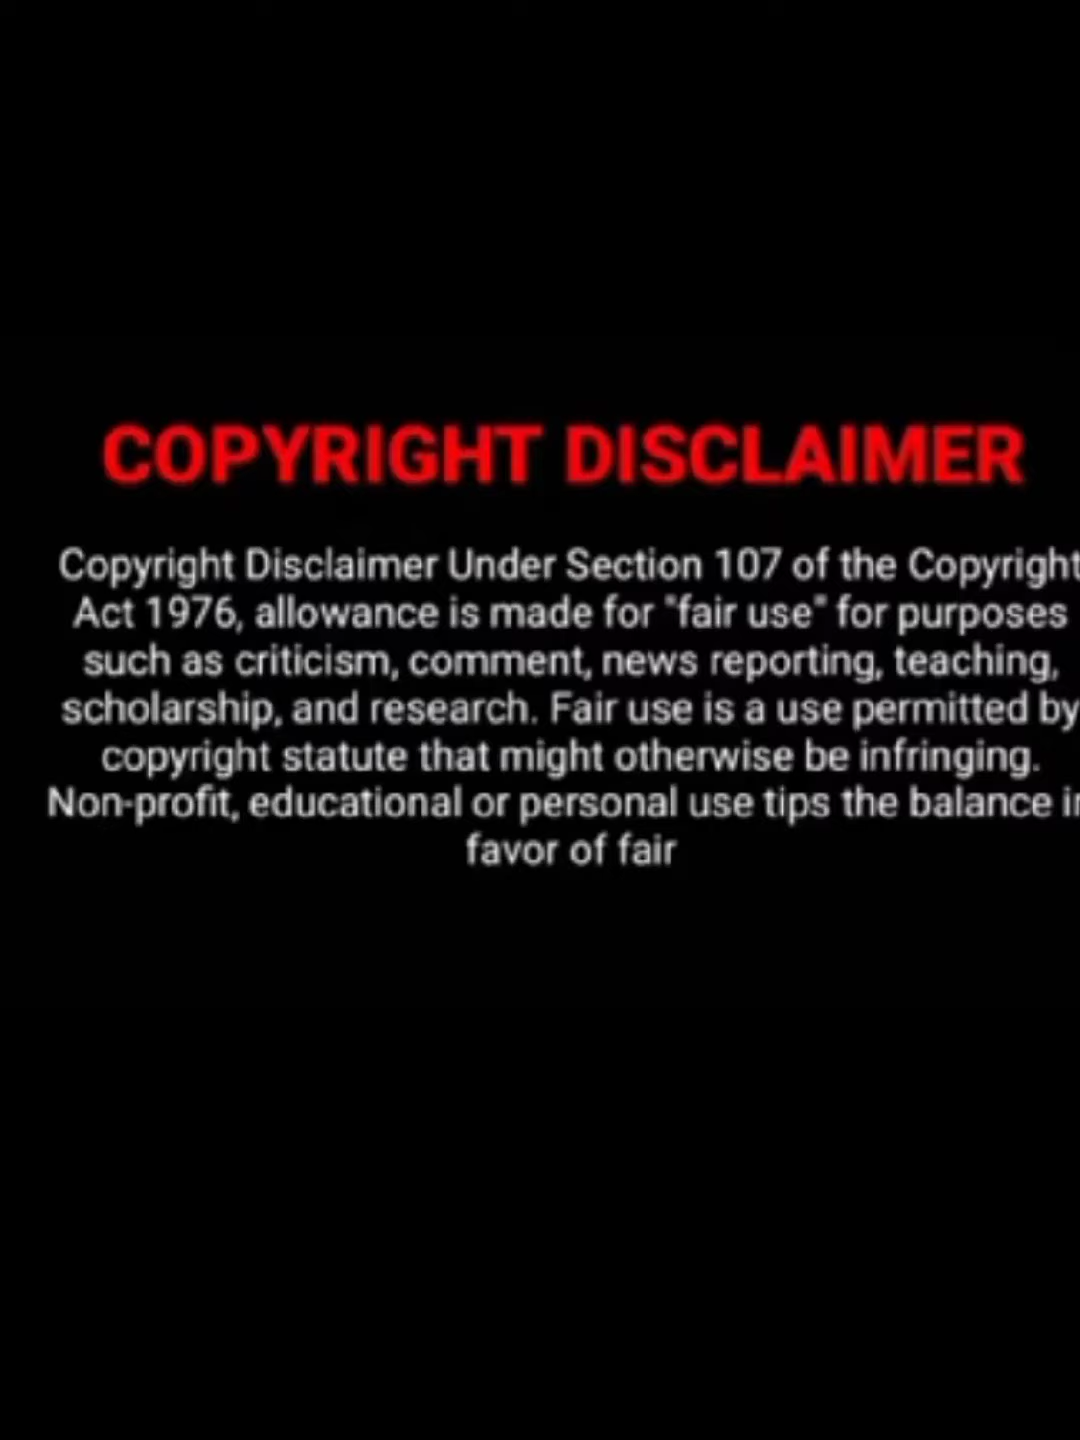 COPYRIGHT DISCLAIMER
Copyright Disclaimer Under Section 107 of the Copyright
Act 1976, allowance is made for "fair use" for purposes
such as criticism, comment, news reporting, teaching,
scholarship, and research. Fair use is a use permitted by
copyright statute that might otherwise be infringing.
Non-profit, educational or personal use tips the balance in
favor of fair